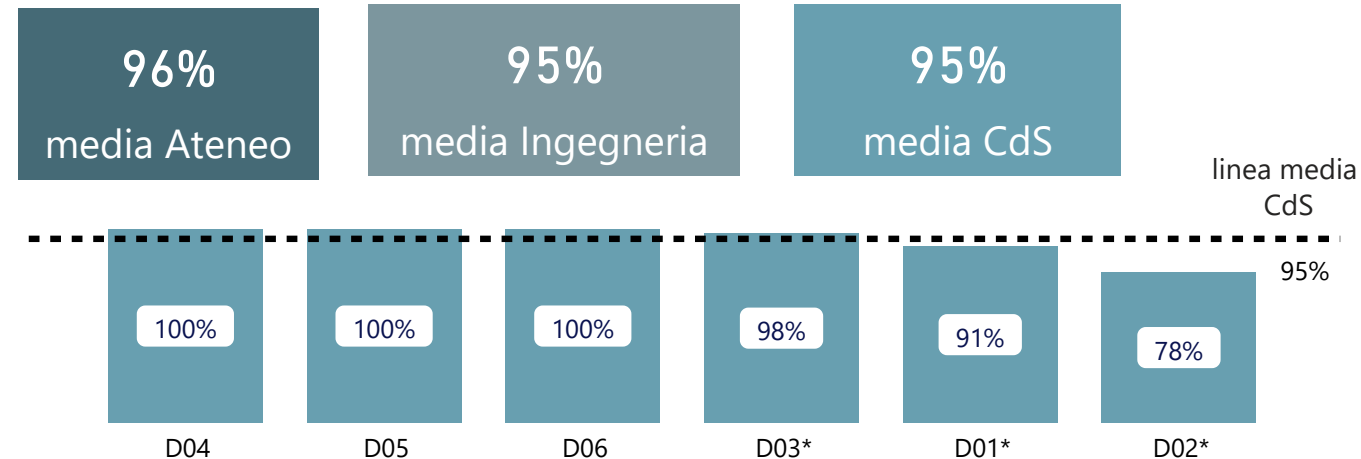 96%
media Ateneo
95%
media Ingegneria
95%
media CdS
linea media
CdS
95%
100%
100%
100%
98%
91%
78%
D04
D05
D06
D03*
D01*
D02*